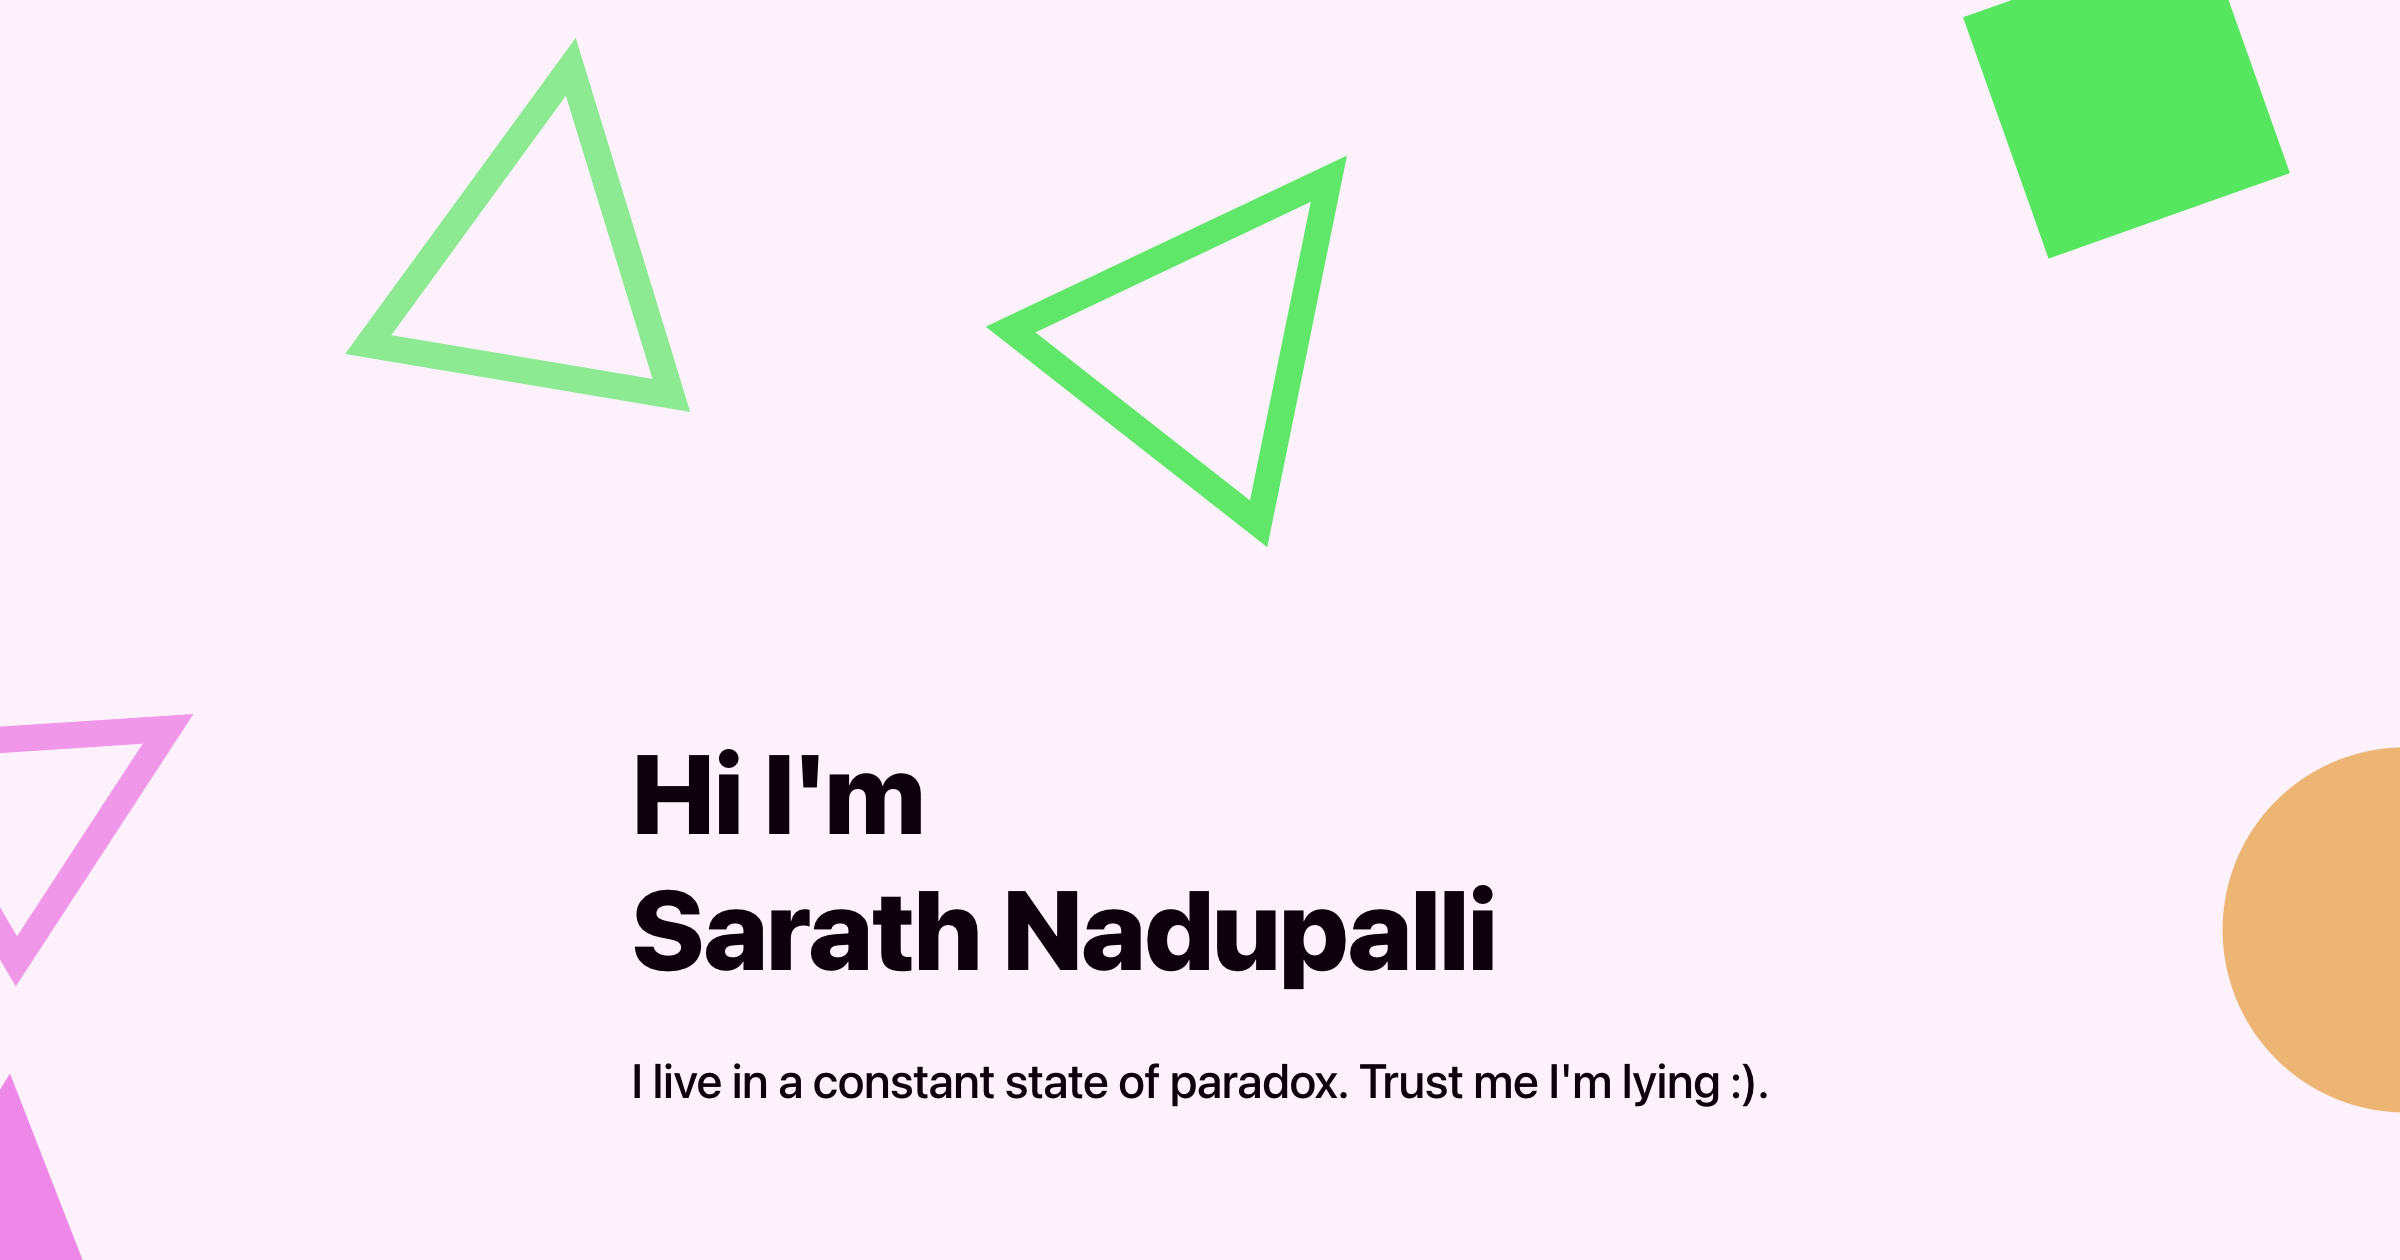 Hi I'm
Sarath Nadupalli
I live in a constant state of paradox. Trust me I'm lying :).